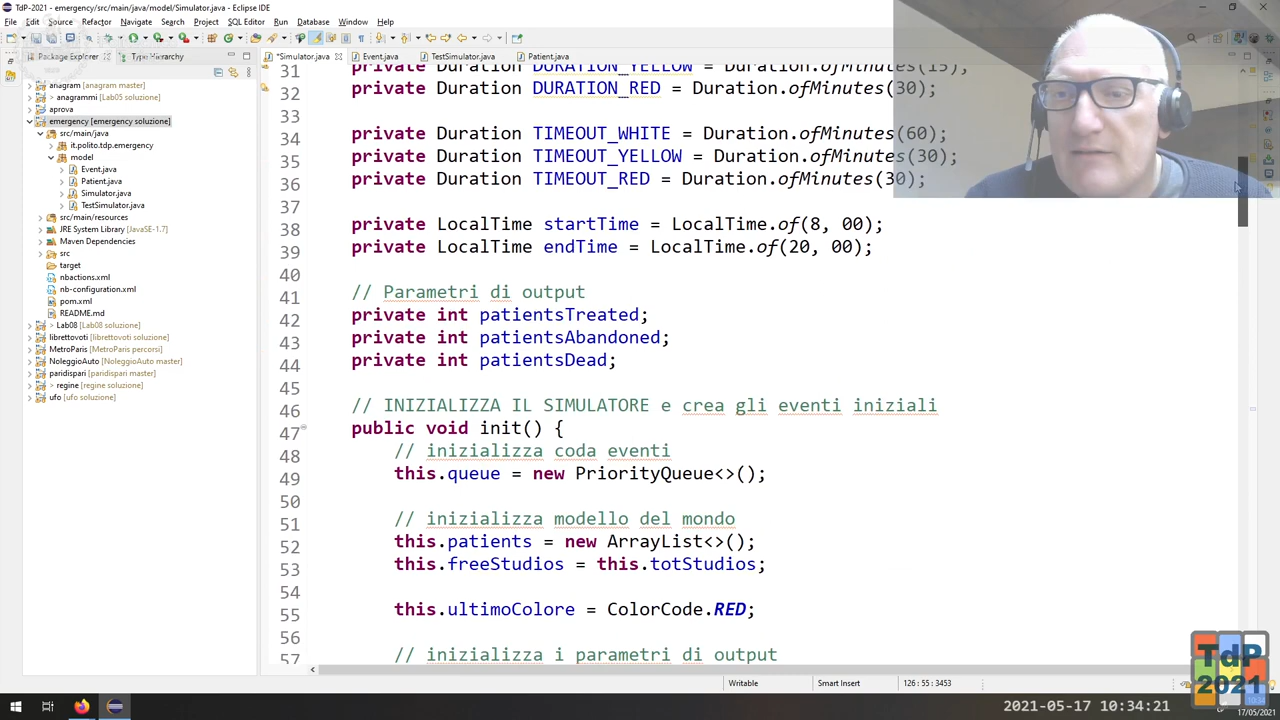 TdP-2021 - emergency/src/main/java/model/Simulator.java - Eclipse IDE
File Edit Source Refactor Navigate Search Project SQL Editor Run Database Window Help
Package Explorer
Type Hierarchy
*Simulator.java
Event.java
TestSimulator.java
Patient.java
anagram [anagram master]
> anagrammi [Lab05 soluzione]
aprova
emergency [emergency soluzione]
src/main/java
it.polito.tdp.emergency
model
Event.java
Patient.java
Simulator.java
TestSimulator.java
src/main/resources
JRE System Library [JavaSE-1.7]
Maven Dependencies
src
target
nbactions.xml
nb-configuration.xml
pom.xml
README.md
> Lab08 [Lab08 soluzione]
librettovoti [librettovoti soluzione]
MetroParis [MetroParis percorsi]
NoleggioAuto [NoleggioAuto master]
paridispari [paridispari master]
> regine [regine soluzione]
ufo [ufo soluzione]
31 private Duration DURATION_YELLOW = Duration.ofMinutes(15);
32 private Duration DURATION_RED = Duration.ofMinutes(30);
33
34 private Duration TIMEOUT_WHITE = Duration.ofMinutes(60);
35 private Duration TIMEOUT_YELLOW = Duration.ofMinutes(30);
36 private Duration TIMEOUT_RED = Duration.ofMinutes(30);
37
38 private LocalTime startTime = LocalTime.of(8, 00);
39 private LocalTime endTime = LocalTime.of(20, 00);
40
41 // Parametri di output
42 private int patientsTreated;
43 private int patientsAbandoned;
44 private int patientsDead;
45
46 // INIZIALIZZA IL SIMULATORE e crea gli eventi iniziali
47 public void init() {
48 // inizializza coda eventi
49 this.queue = new PriorityQueue<>();
50
51 // inizializza modello del mondo
52 this.patients = new ArrayList<>();
53 this.freeStudios = this.totStudios;
54
55 this.ultimoColore = ColorCode.RED;
56
57 // inizializza i parametri di output
Writable
Smart Insert
126 : 55 : 3453
TdP
2021
2021-05-17 10:34:21
17/05/2021